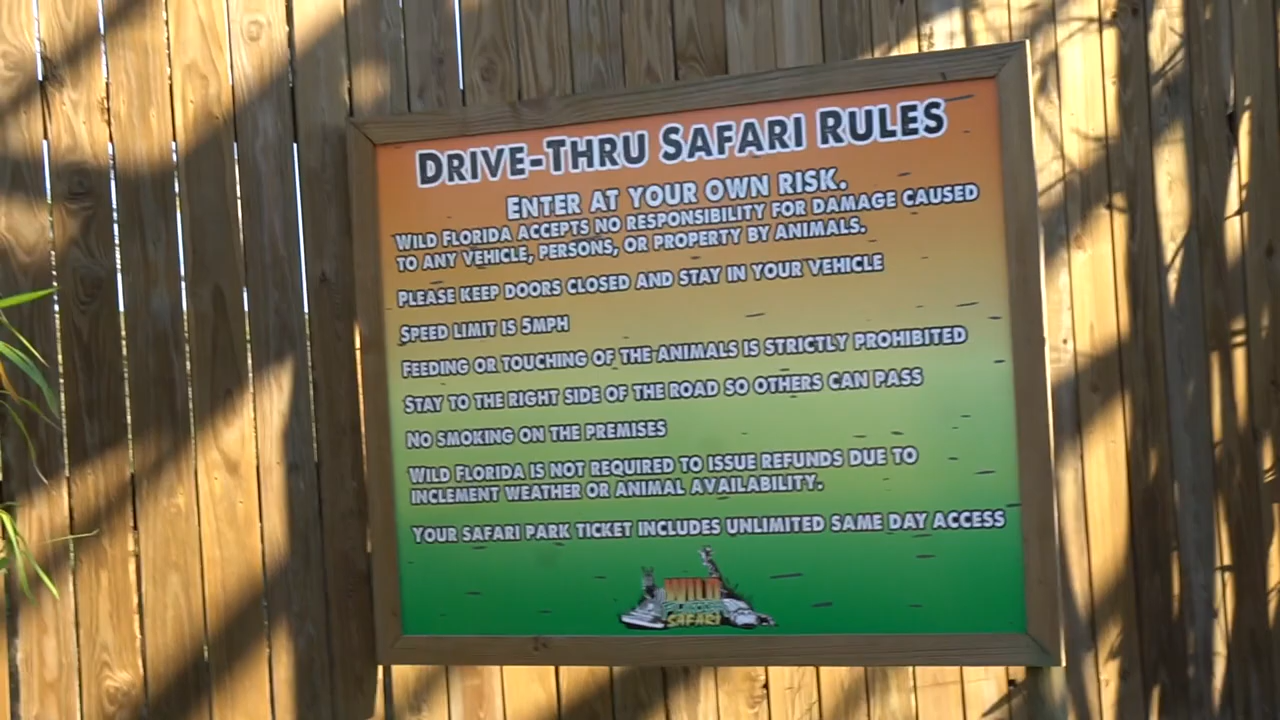 DRIVE-THRU SAFARI RULES
ENTER AT YOUR OWN RISK.
WILD FLORIDA ACCEPTS NO RESPONSIBILITY FOR DAMAGE CAUSED
TO ANY VEHICLE, PERSONS, OR PROPERTY BY ANIMALS.
PLEASE KEEP DOORS CLOSED AND STAY IN YOUR VEHICLE
SPEED LIMIT IS 5MPH
FEEDING OR TOUCHING OF THE ANIMALS IS STRICTLY PROHIBITED
STAY TO THE RIGHT SIDE OF THE ROAD SO OTHERS CAN PASS
NO SMOKING ON THE PREMISES
WILD FLORIDA IS NOT REQUIRED TO ISSUE REFUNDS DUE TO
INCLEMENT WEATHER OR ANIMAL AVAILABILITY.
YOUR SAFARI PARK TICKET INCLUDES UNLIMITED SAME DAY ACCESS
WILD
FLORIDA
SAFARI